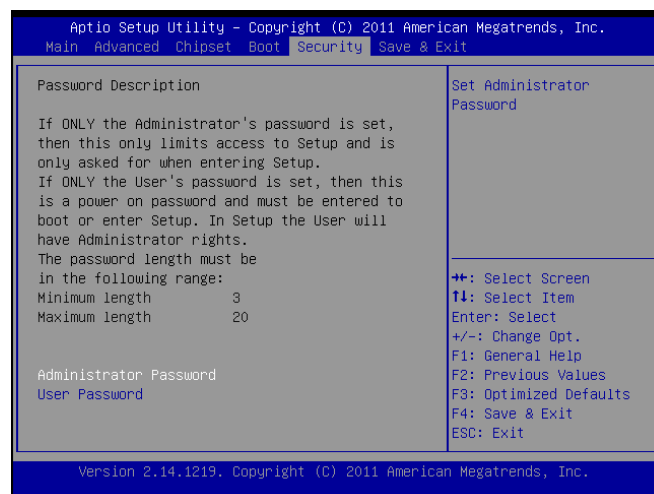 Aptio Setup Utility – Copyright (C) 2011 American Megatrends, Inc.
Main Advanced Chipset Boot Security Save & Exit
Password Description
If ONLY the Administrator's password is set,
then this only limits access to Setup and is
only asked for when entering Setup.
If ONLY the User's password is set, then this
is a power on password and must be entered to
boot or enter Setup. In Setup the User will
have Administrator rights.
The password length must be
in the following range:
Minimum length 3
Maximum length 20
Administrator Password
User Password
Set Administrator
Password
→←: Select Screen
↑↓: Select Item
Enter: Select
+/-: Change Opt.
F1: General Help
F2: Previous Values
F3: Optimized Defaults
F4: Save & Exit
ESC: Exit
Version 2.14.1219. Copyright (C) 2011 American Megatrends, Inc.